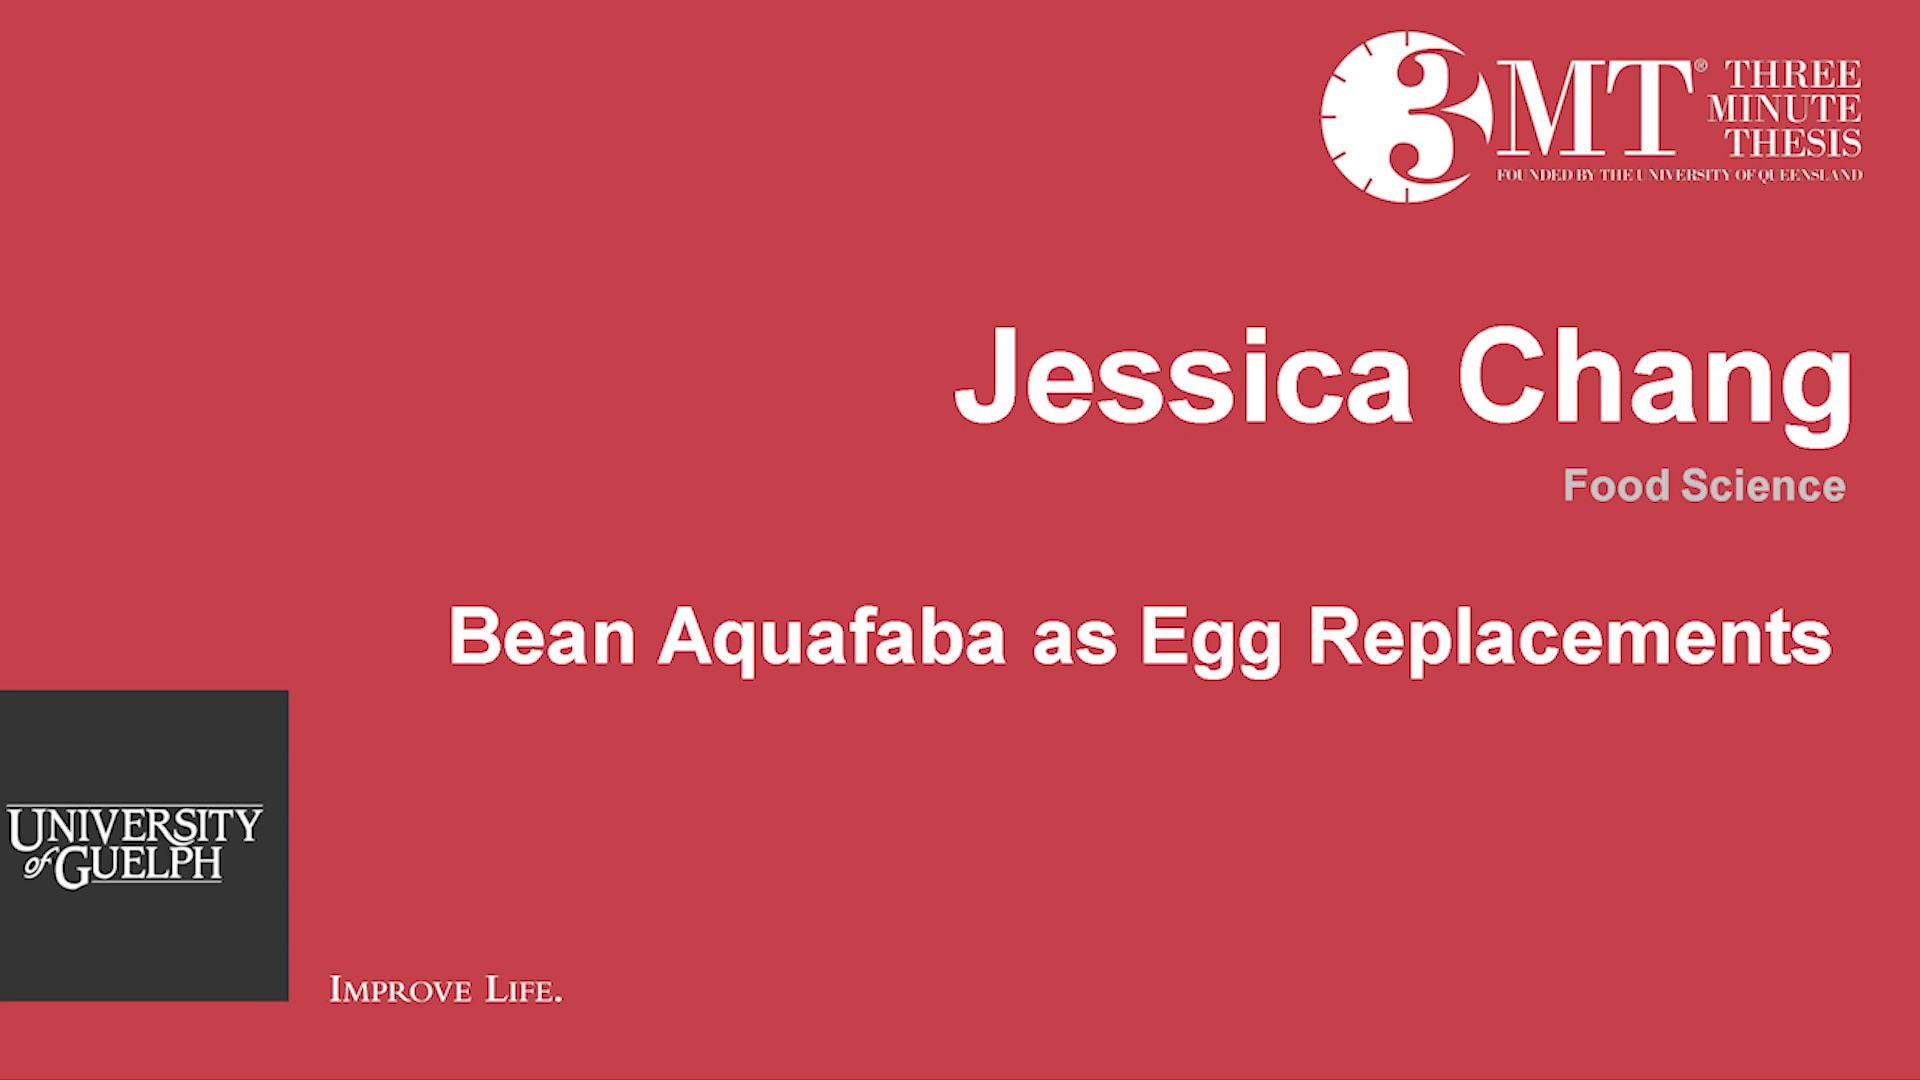 3MT® THREE
MINUTE
THESIS
FOUNDED BY THE UNIVERSITY OF QUEENSLAND
Jessica Chang
Food Science
Bean Aquafaba as Egg Replacements
UNIVERSITY
of GUELPH
IMPROVE LIFE.